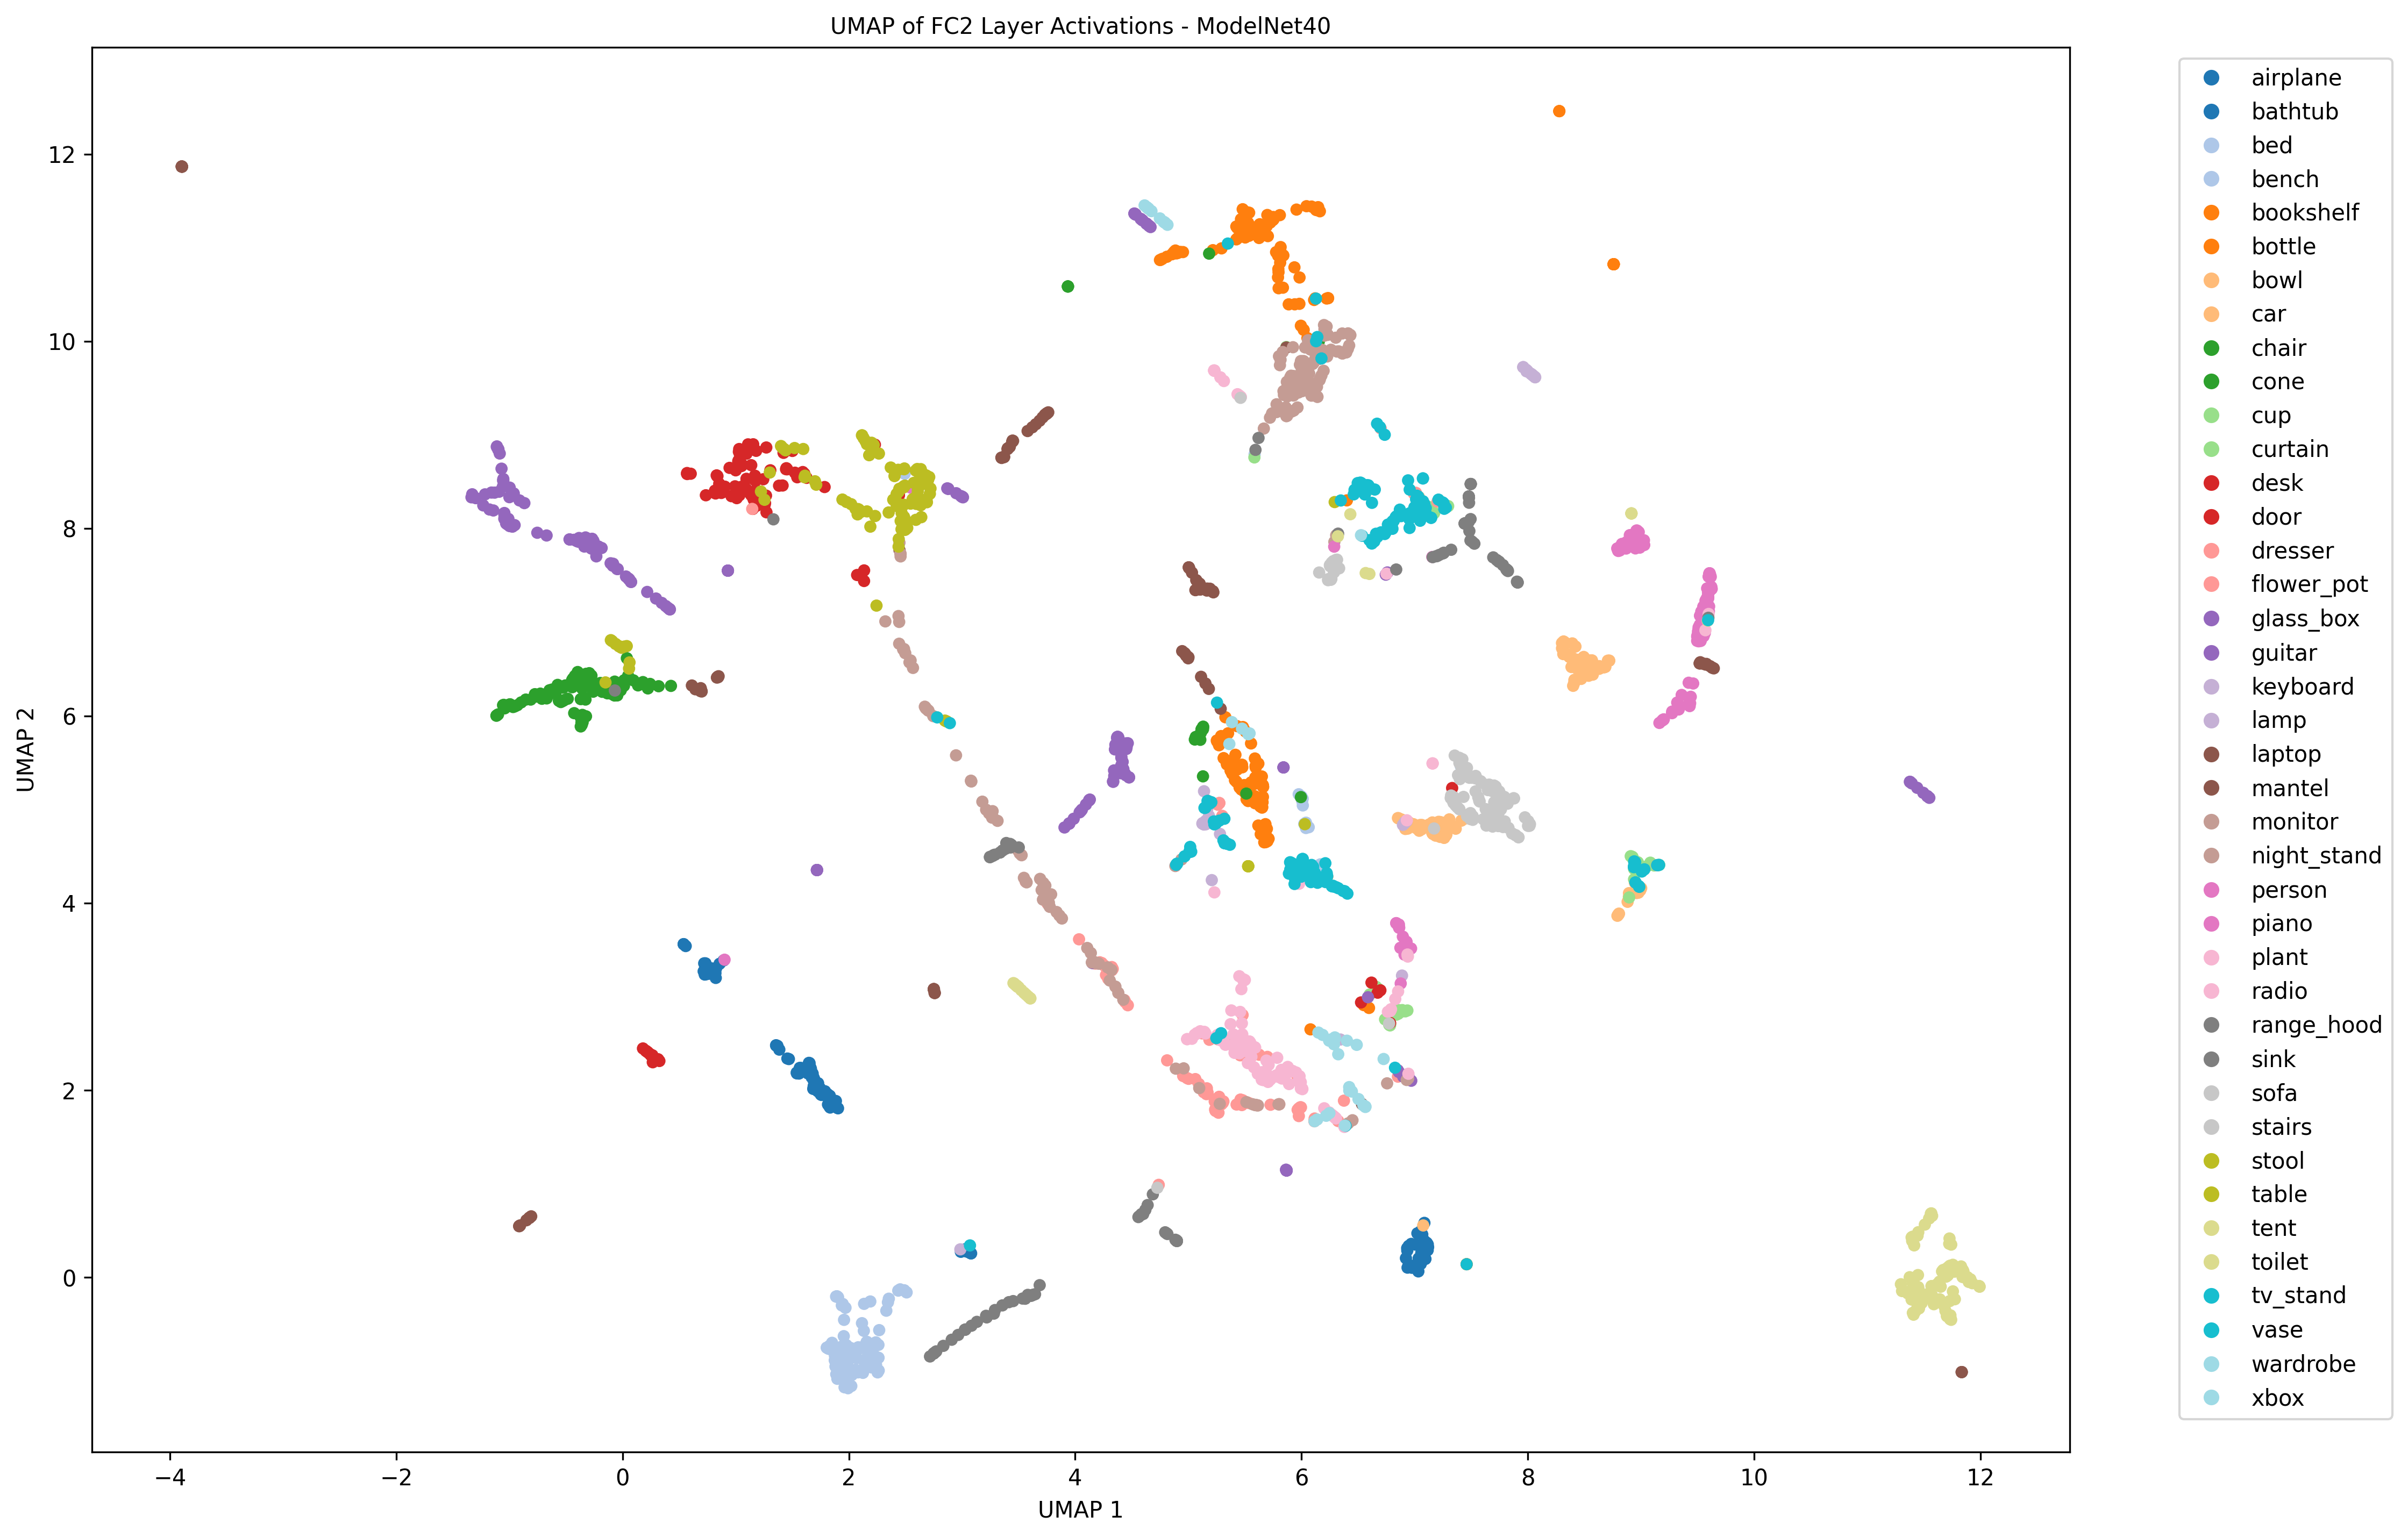 UMAP of FC2 Layer Activations - ModelNet40
12
10
8
6
4
2
0
UMAP 2
−4
−2
0
2
4
6
8
10
12
UMAP 1
airplane
bathtub
bed
bench
bookshelf
bottle
bowl
car
chair
cone
cup
curtain
desk
door
dresser
flower_pot
glass_box
guitar
keyboard
lamp
laptop
mantel
monitor
night_stand
person
piano
plant
radio
range_hood
sink
sofa
stairs
stool
table
tent
toilet
tv_stand
vase
wardrobe
xbox